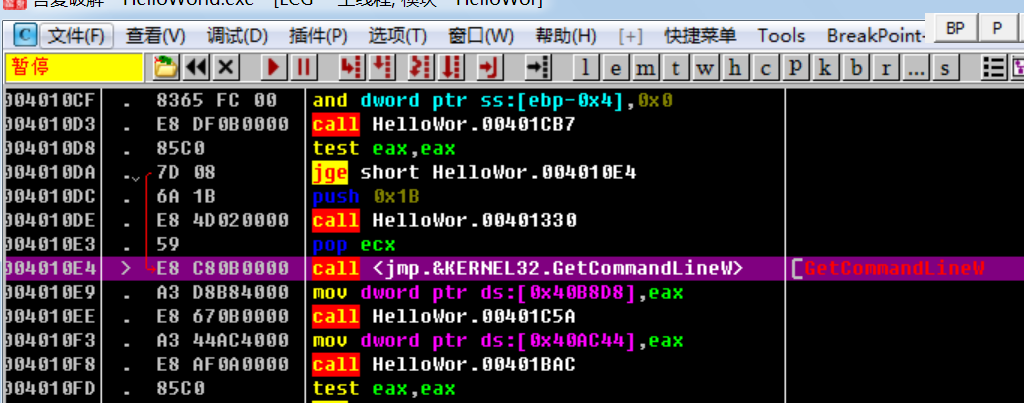 吾爱破解 - HelloWorld.exe - [LCG - 主线程, 模块 - HelloWor]
C 文件(F) 查看(V) 调试(D) 插件(P) 选项(T) 窗口(W) 帮助(H) [+] 快捷菜单 Tools BreakPoint- BP P
暂停 l e m t w h c p k b r ... s
004010CF . 8365 FC 00 and dword ptr ss:[ebp-0x4],0x0
004010D3 . E8 DF0B0000 call HelloWor.00401CB7
004010D8 . 85C0 test eax,eax
004010DA . 7D 08 jge short HelloWor.004010E4
004010DC . 6A 1B push 0x1B
004010DE . E8 4D020000 call HelloWor.00401330
004010E3 . 59 pop ecx
004010E4 > E8 C80B0000 call <jmp.&KERNEL32.GetCommandLineW> [GetCommandLineW
004010E9 . A3 D8B84000 mov dword ptr ds:[0x40B8D8],eax
004010EE . E8 670B0000 call HelloWor.00401C5A
004010F3 . A3 44AC4000 mov dword ptr ds:[0x40AC44],eax
004010F8 . E8 AF0A0000 call HelloWor.00401BAC
004010FD . 85C0 test eax,eax